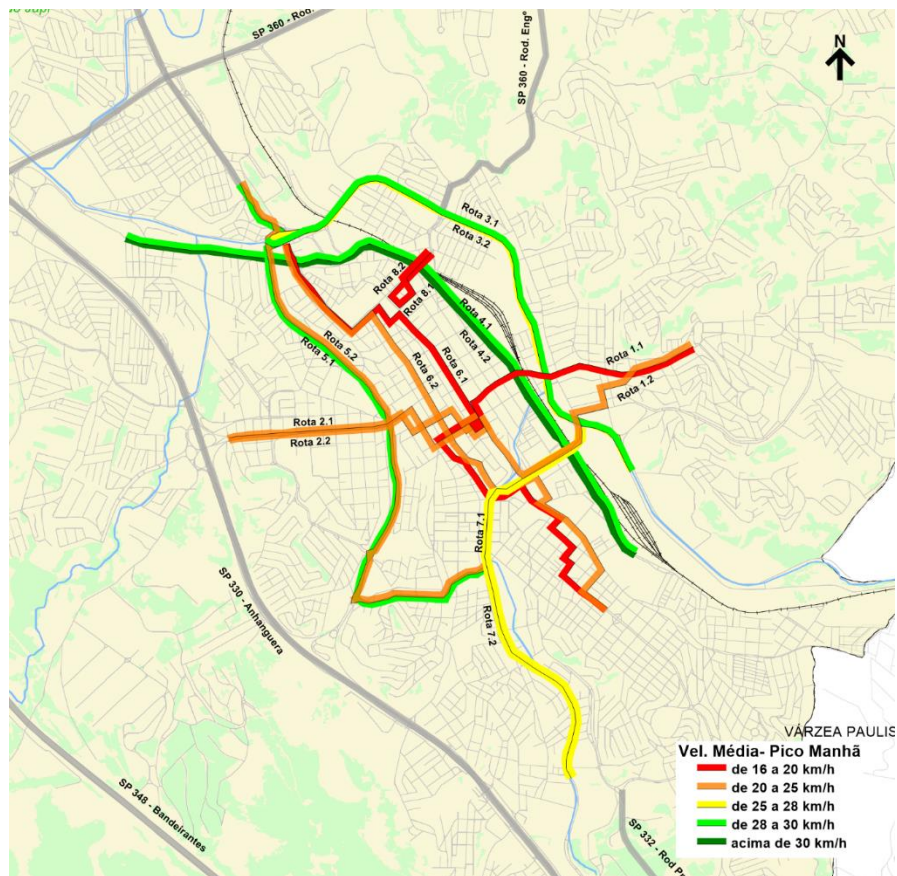 SP 360 - Rod.
SP 360 - Rod. Engº
N
Rota 3.1
Rota 3.2
Rota 8.2
Rota 8.1
Rota 4.1
Rota 4.2
Rota 5.2
Rota 5.1
Rota 6.1
Rota 6.2
Rota 1.1
Rota 1.2
Rota 2.1
Rota 2.2
Rota 7.1
Rota 7.2
SP 330 - Anhanguera
SP 348 - Bandeirantes
SP 332 - Rod
VÁRZEA PAULIS
Vel. Média- Pico Manhã
de 16 a 20 km/h
de 20 a 25 km/h
de 25 a 28 km/h
de 28 a 30 km/h
acima de 30 km/h